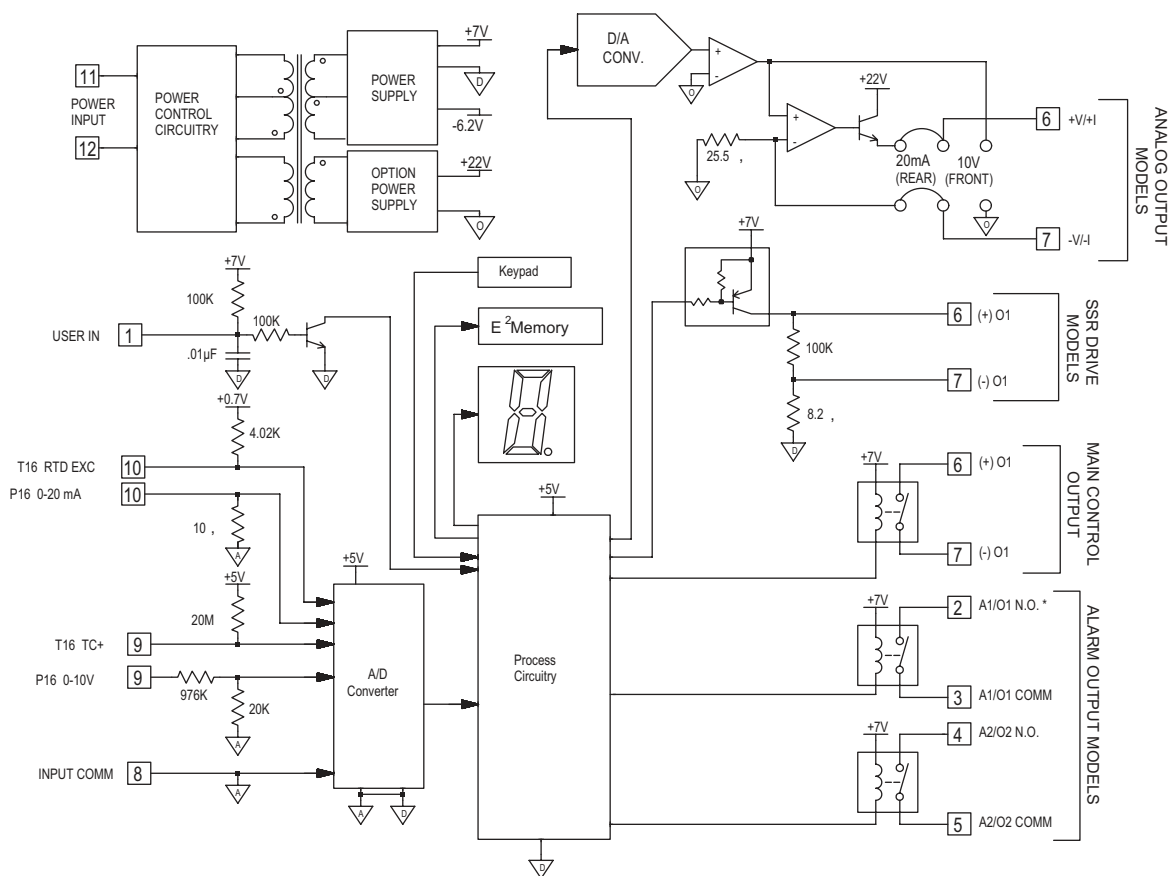 11
POWER
INPUT
12
POWER
CONTROL
CIRCUITRY
POWER
SUPPLY
+7V
D
-6.2V
OPTION
POWER
SUPPLY
+22V
O
D/A
CONV.
+
-
O
+
-
+22V
25.5 ,
O
20mA
(REAR)
10V
(FRONT)
O
6 +V/+I
7 -V/-I
ANALOG OUTPUT
MODELS
+7V
100K
USER IN 1
100K
.01µF
D
D
Keypad
E 2 Memory
+7V
100K
8.2 ,
D
6 (+) O1
7 (-) O1
SSR DRIVE
MODELS
+0.7V
4.02K
T16 RTD EXC 10
P16 0-20 mA 10
10 ,
A
+5V
20M
T16 TC+ 9
P16 0-10V 9
976K
20K
A
INPUT COMM 8
A
+5V
A/D
Converter
A
D
+5V
Process
Circuitry
D
+7V
6 (+) O1
7 (-) O1
MAIN CONTROL
OUTPUT
+7V
2 A1/O1 N.O. *
3 A1/O1 COMM
+7V
4 A2/O2 N.O.
5 A2/O2 COMM
ALARM OUTPUT MODELS